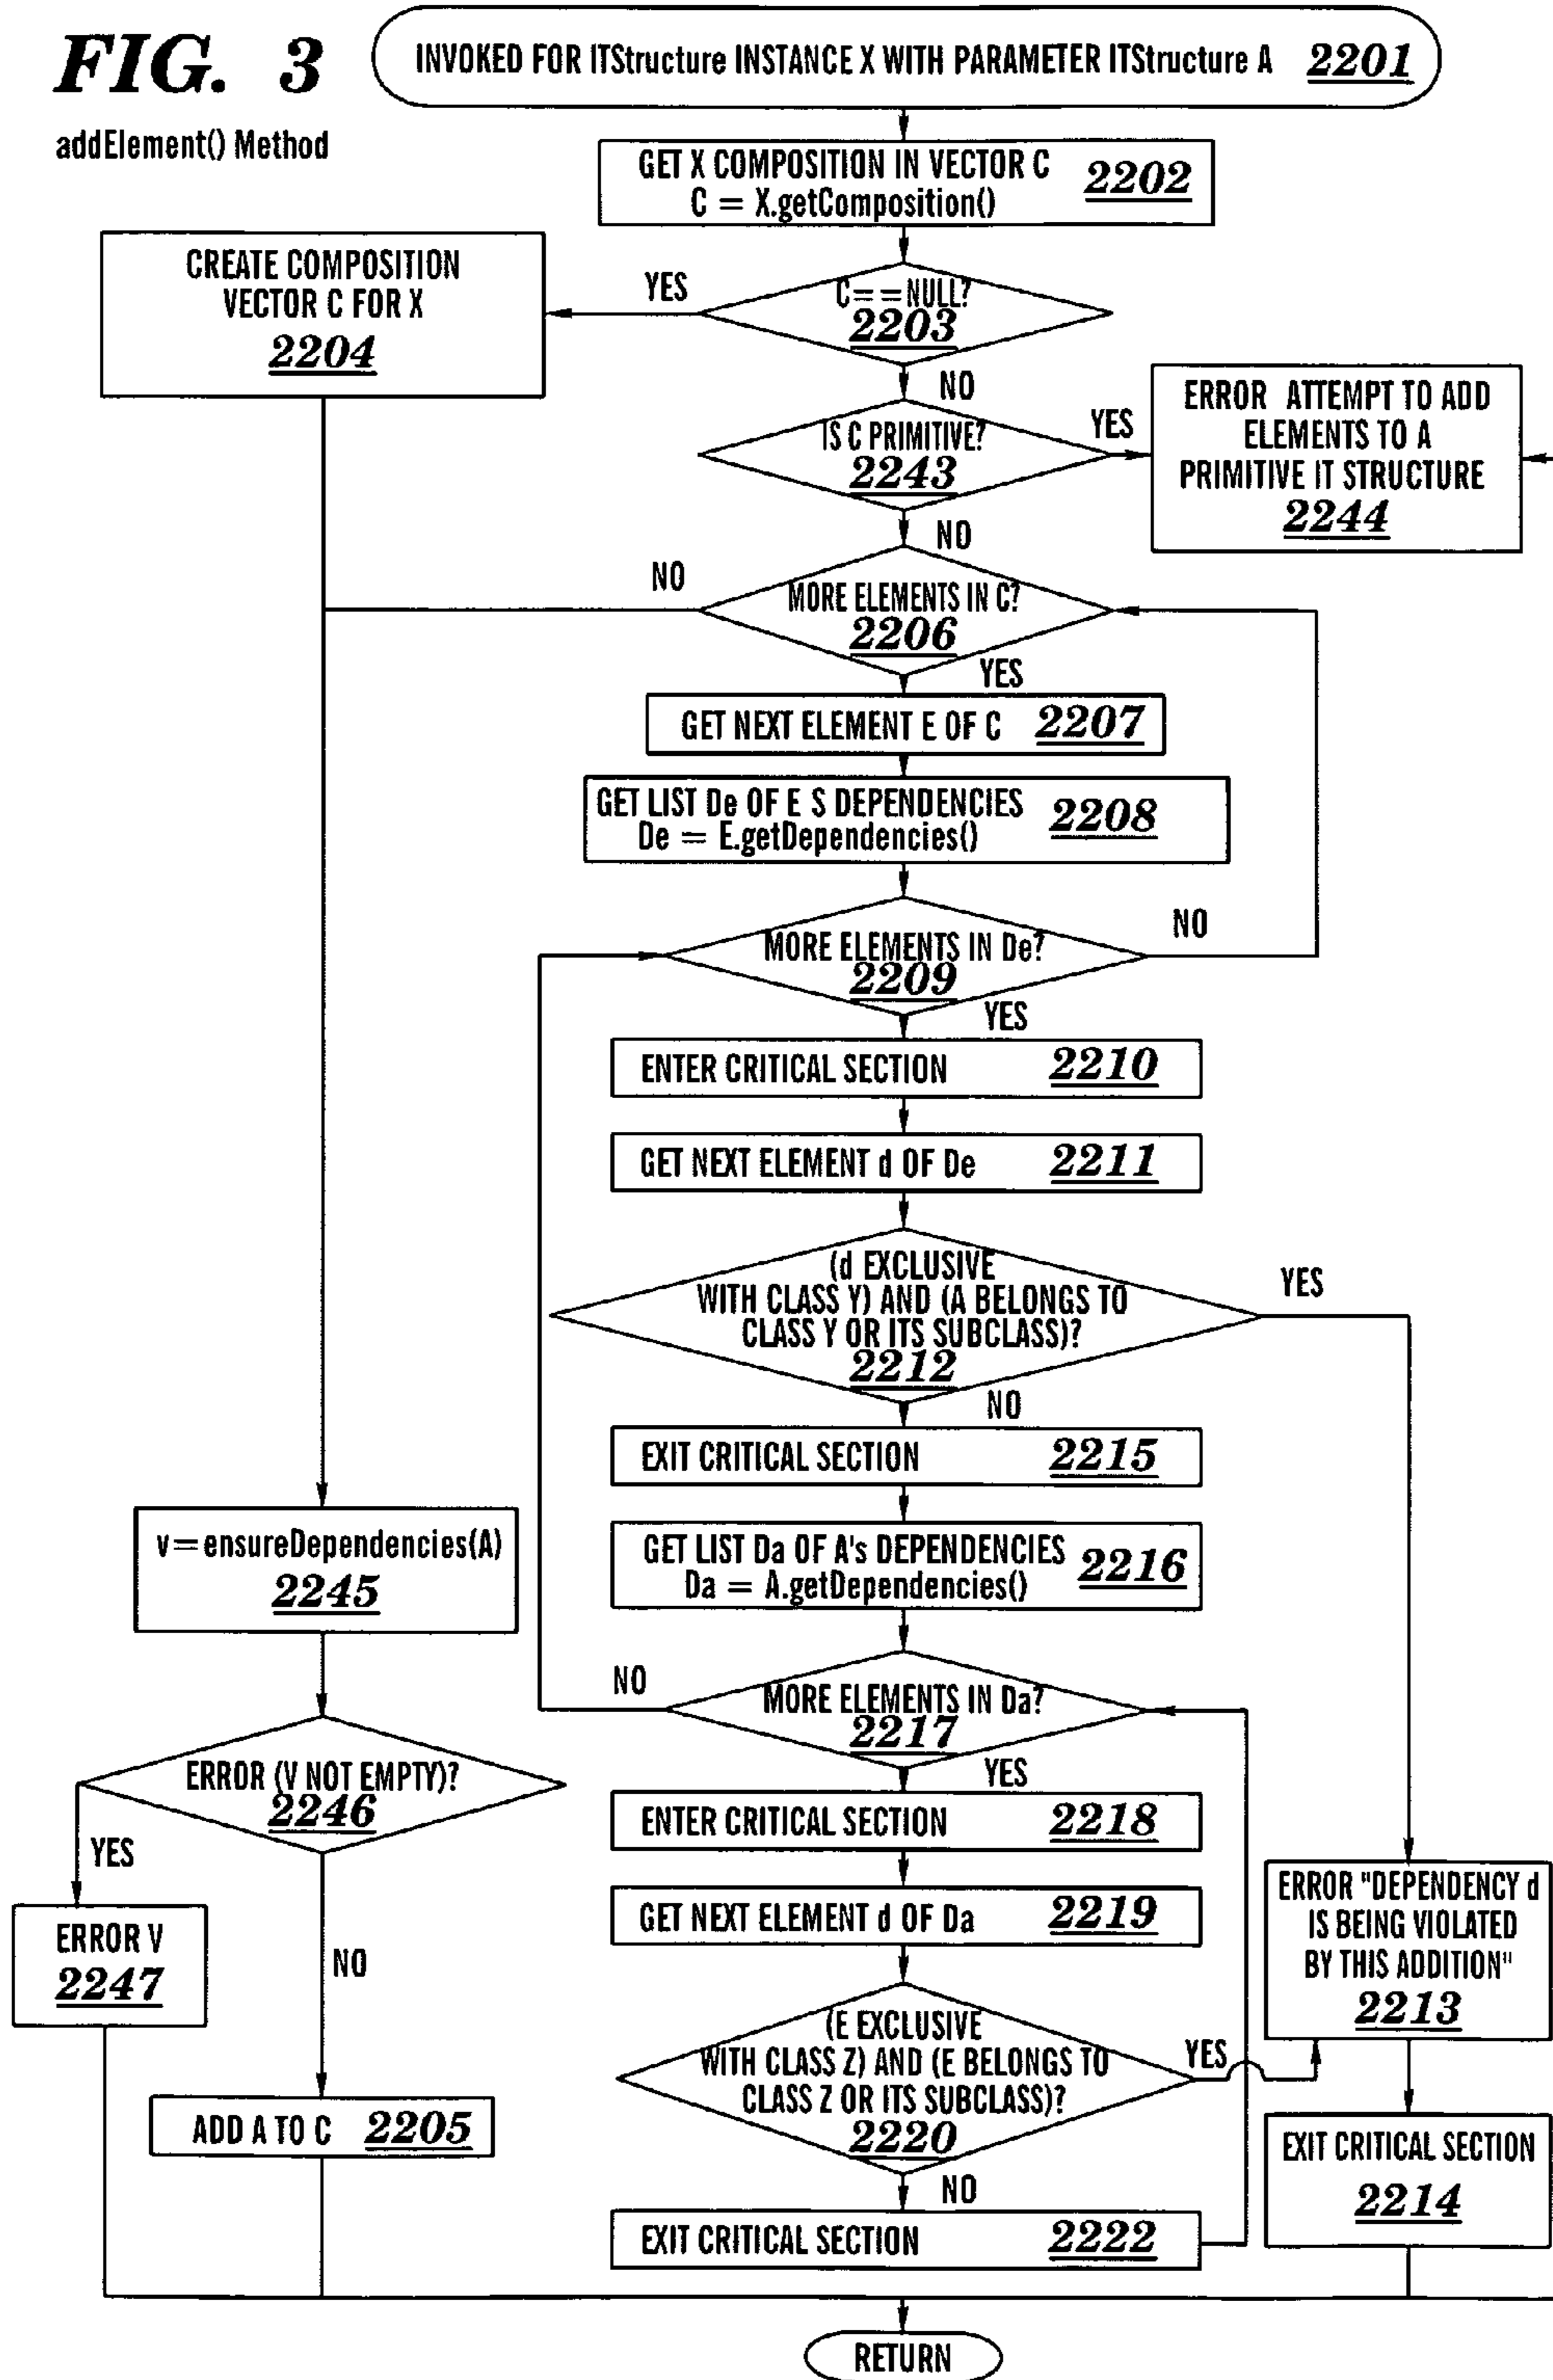 FIG. 3
addElement() Method
INVOKED FOR ITStructure INSTANCE X WITH PARAMETER ITStructure A 2201
GET X COMPOSITION IN VECTOR C
C = X.getComposition()
2202
CREATE COMPOSITION
VECTOR C FOR X
2204
YES
C==NULL?
2203
NO
IS C PRIMITIVE?
2243
YES
ERROR ATTEMPT TO ADD
ELEMENTS TO A
PRIMITIVE IT STRUCTURE
2244
NO
NO
MORE ELEMENTS IN C?
2206
YES
GET NEXT ELEMENT E OF C 2207
GET LIST De OF E S DEPENDENCIES
De = E.getDependencies()
2208
MORE ELEMENTS IN De?
2209
NO
YES
ENTER CRITICAL SECTION 2210
GET NEXT ELEMENT d OF De 2211
(d EXCLUSIVE
WITH CLASS Y) AND (A BELONGS TO
CLASS Y OR ITS SUBCLASS)?
2212
YES
NO
EXIT CRITICAL SECTION 2215
GET LIST Da OF A's DEPENDENCIES
Da = A.getDependencies()
2216
NO
MORE ELEMENTS IN Da?
2217
YES
ENTER CRITICAL SECTION 2218
GET NEXT ELEMENT d OF Da 2219
(E EXCLUSIVE
WITH CLASS Z) AND (E BELONGS TO
CLASS Z OR ITS SUBCLASS)?
2220
YES
NO
EXIT CRITICAL SECTION 2222
v=ensureDependencies(A)
2245
ERROR (V NOT EMPTY)?
2246
YES
ERROR V
2247
NO
ADD A TO C 2205
ERROR "DEPENDENCY d
IS BEING VIOLATED
BY THIS ADDITION"
2213
EXIT CRITICAL SECTION
2214
RETURN